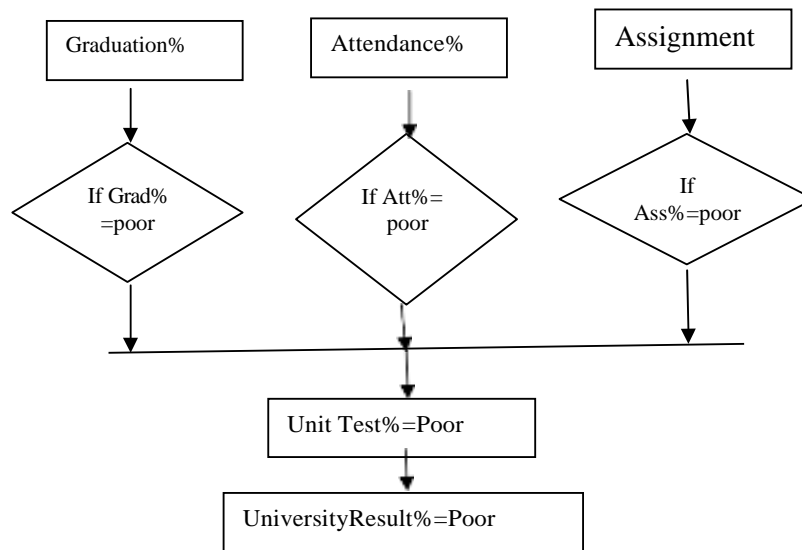 Graduation%
Attendance%
Assignment
If Grad%
=poor
If Att%=
poor
If
Ass%=poor
Unit Test%=Poor
UniversityResult%=Poor